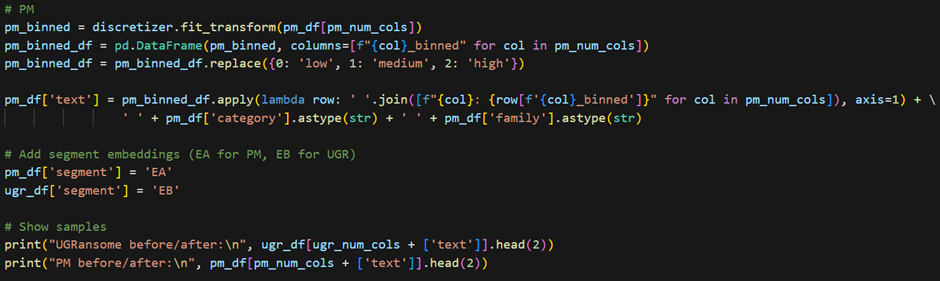 # PM
pm_binned = discretizer.fit_transform(pm_df[pm_num_cols])
pm_binned_df = pd.DataFrame(pm_binned, columns=[f"{col}_binned" for col in pm_num_cols])
pm_binned_df = pm_binned_df.replace({0: 'low', 1: 'medium', 2: 'high'})

pm_df['text'] = pm_binned_df.apply(lambda row: ' '.join([f"{col}: {row[f'{col}_binned']}" for col in pm_num_cols]), axis=1) + \
                ' ' + pm_df['category'].astype(str) + ' ' + pm_df['family'].astype(str)

# Add segment embeddings (EA for PM, EB for UGR)
pm_df['segment'] = 'EA'
ugr_df['segment'] = 'EB'

# Show samples
print("UGRansome before/after:\n", ugr_df[ugr_num_cols + ['text']].head(2))
print("PM before/after:\n", pm_df[pm_num_cols + ['text']].head(2))